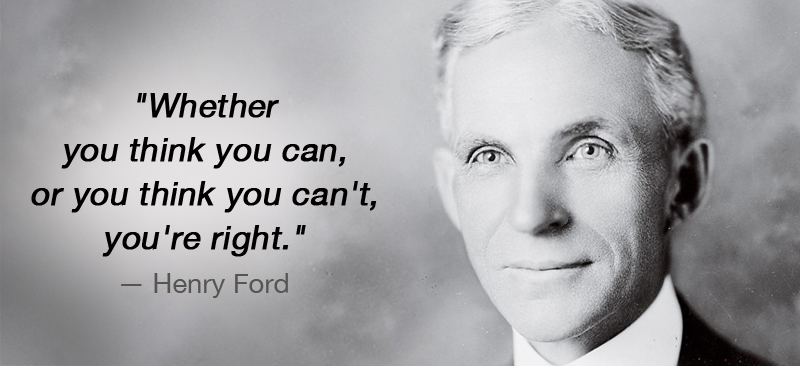 "Whether
you think you can,
or you think you can't,
you're right."
— Henry Ford